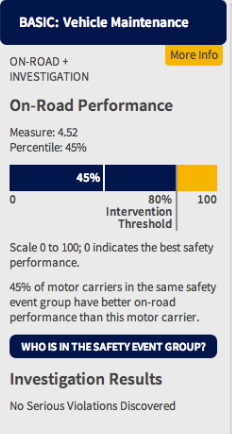 BASIC: Vehicle Maintenance
More Info
ON-ROAD +
INVESTIGATION
On-Road Performance
Measure: 4.52
Percentile: 45%
45%
0 80% 100
Intervention
Threshold
Scale 0 to 100; 0 indicates the best safety
performance.
45% of motor carriers in the same safety
event group have better on-road
performance than this motor carrier.
WHO IS IN THE SAFETY EVENT GROUP?
Investigation Results
No Serious Violations Discovered